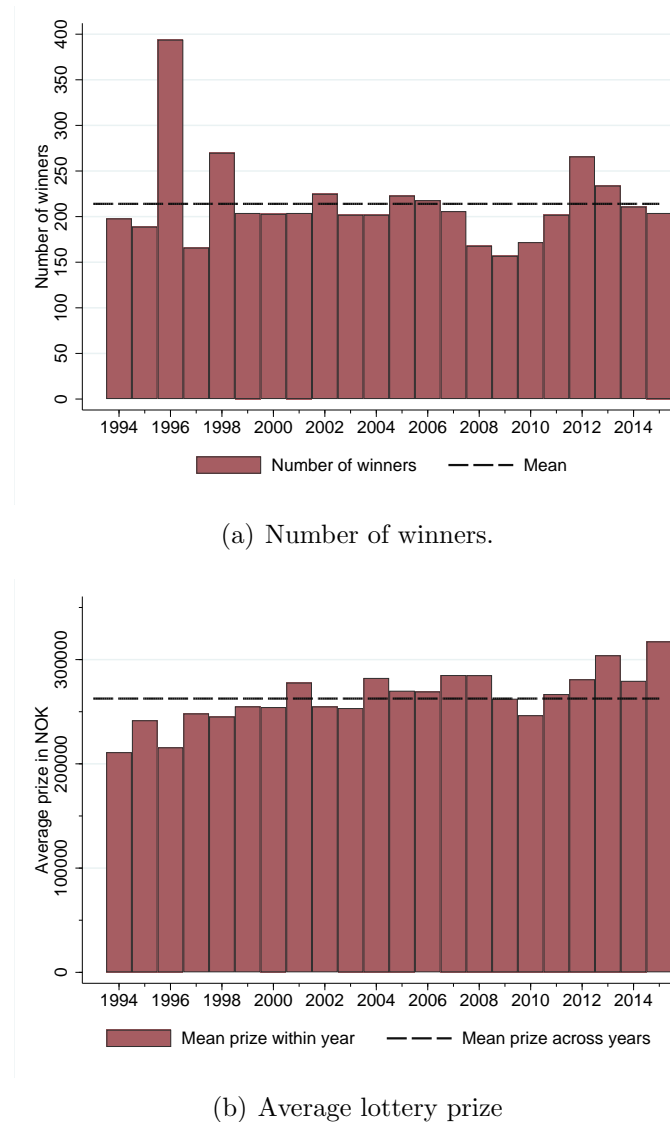 400
350
300
250
200
150
100
50
0
Number of winners
1994 1996 1998 2000 2002 2004 2006 2008 2010 2012 2014
Number of winners Mean
(a) Number of winners.
300000
200000
100000
0
Average prize in NOK
1994 1996 1998 2000 2002 2004 2006 2008 2010 2012 2014
Mean prize within year Mean prize across years
(b) Average lottery prize